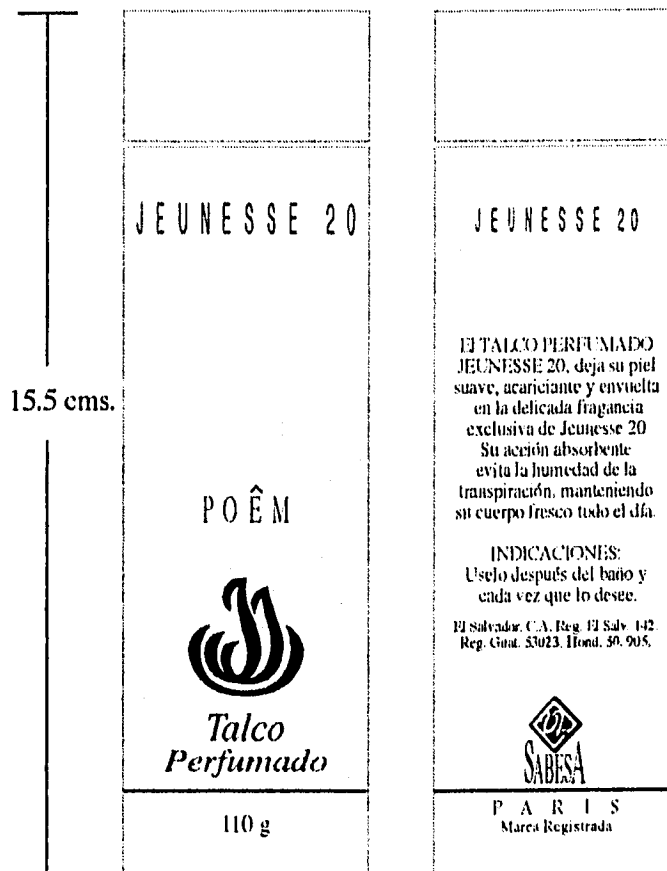 15.5 cms.
JEUNESSE 20
POÊM
Talco
Perfumado
110 g
JEUNESSE 20
El TALCO PERFUMADO
JEUNESSE 20, deja su piel
suave, acariciante y envuelta
en la delicada fragancia
exclusiva de Jeunesse 20
Su acción absorbente
evita la humedad de la
transpiración, manteniendo
su cuerpo fresco todo el día.
INDICACIONES:
Uselo después del baño y
cada vez que lo desee.
El Salvador, C.A. Reg. El Salv. 142
Reg. Guat. 53023, Hond. 50,905,
SABESA
PARIS
Marca Registrada